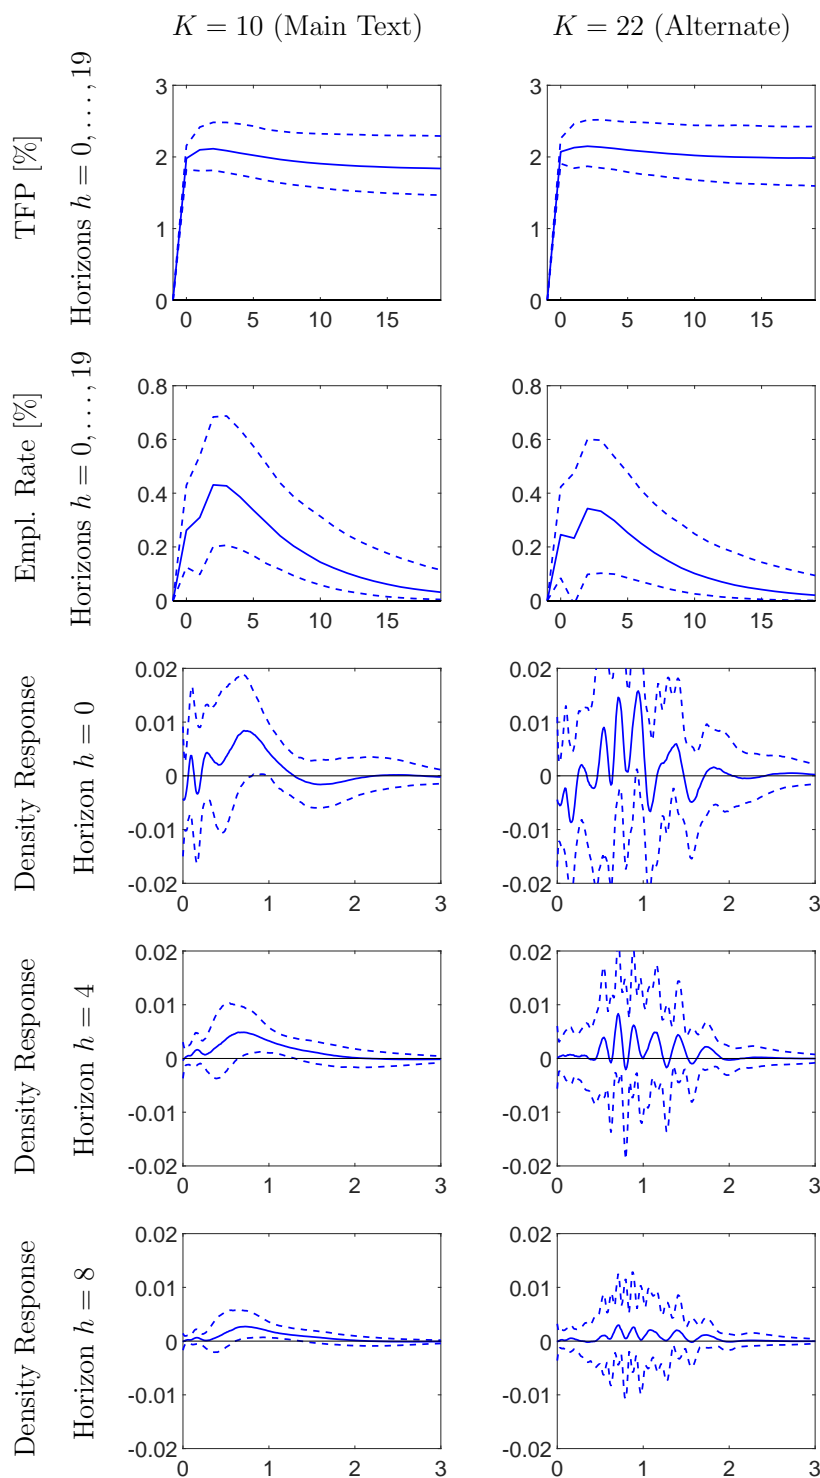 K = 10 (Main Text)
K = 22 (Alternate)
TFP [%]
Horizons h = 0, . . . , 19
3
2
1
0
0 5 10 15
3
2
1
0
0 5 10 15
Empl. Rate [%]
Horizons h = 0, . . . , 19
0.8
0.6
0.4
0.2
0
0 5 10 15
0.8
0.6
0.4
0.2
0
0 5 10 15
Density Response
Horizon h = 0
0.02
0.01
0
-0.01
-0.02
0 1 2 3
0.02
0.01
0
-0.01
-0.02
0 1 2 3
Density Response
Horizon h = 4
0.02
0.01
0
-0.01
-0.02
0 1 2 3
0.02
0.01
0
-0.01
-0.02
0 1 2 3
Density Response
Horizon h = 8
0.02
0.01
0
-0.01
-0.02
0 1 2 3
0.02
0.01
0
-0.01
-0.02
0 1 2 3